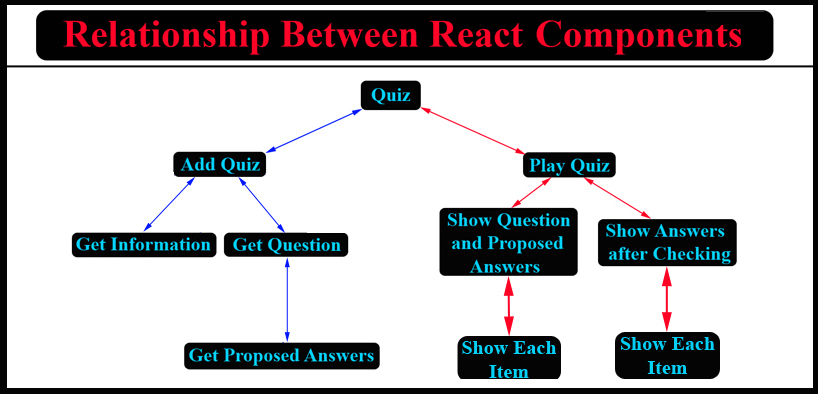 Relationship Between React Components
Quiz
Add Quiz
Play Quiz
Get Information
Get Question
Show Question
and Proposed
Answers
Show Answers
after Checking
Get Proposed Answers
Show Each
Item
Show Each
Item